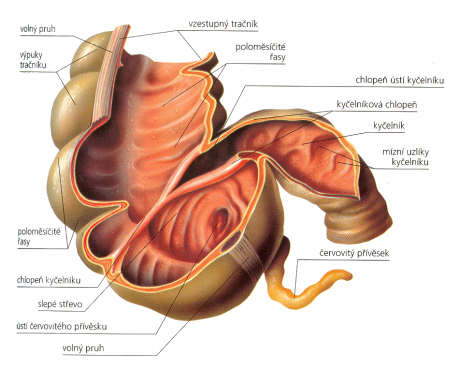 volný pruh
vzestupný tračník
výpuky
tračníku
poloměsíčité
řasy
chlopeň ústí kyčelníku
kyčelníková chlopeň
kyčelník
mízní uzlíky
kyčelníku
poloměsíčité
řasy
červovitý přívěsek
chlopeň kyčelníku
slepé střevo
ústí červovitého přívěsku
volný pruh